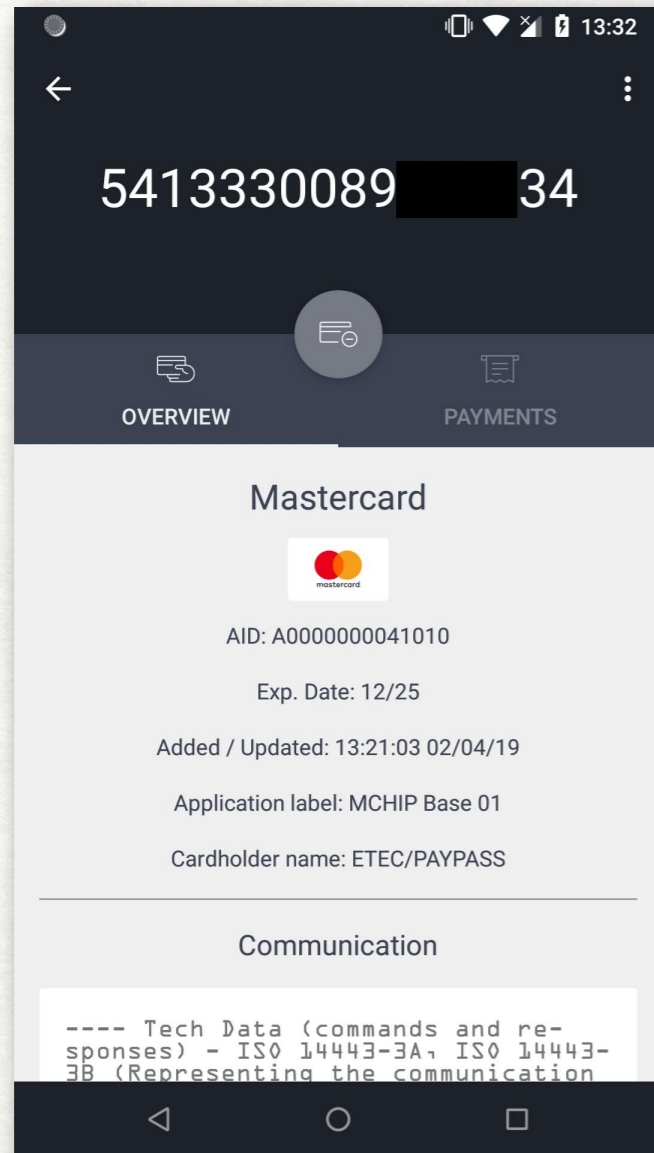 13:32
5413330089 34
OVERVIEW
PAYMENTS
Mastercard
mastercard
AID: A0000000041010
Exp. Date: 12/25
Added / Updated: 13:21:03 02/04/19
Application label: MCHIP Base 01
Cardholder name: ETEC/PAYPASS
Communication
---- Tech Data (commands and re-
sponses) - ISO 14443-3A, ISO 14443-
3B (Representing the communication